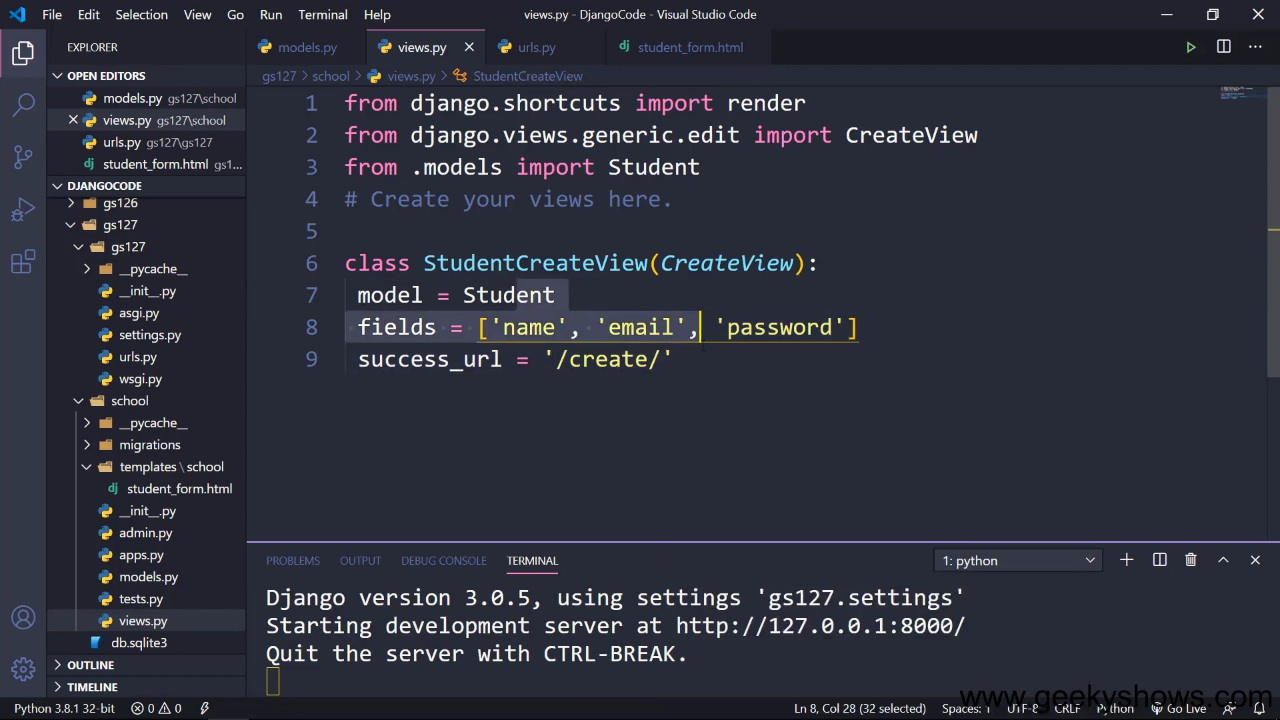 File Edit Selection View Go Run Terminal Help views.py - DjangoCode - Visual Studio Code
EXPLORER
models.py views.py urls.py student_form.html
OPEN EDITORS
models.py gs127\school
views.py gs127\school
urls.py gs127\gs127
student_form.html gs1...
DJANGOCODE
gs126
gs127
gs127
__pycache__
__init__.py
asgi.py
settings.py
urls.py
wsgi.py
school
__pycache__
migrations
templates \ school
student_form.html
__init__.py
admin.py
apps.py
models.py
tests.py
views.py
db.sqlite3
OUTLINE
TIMELINE
gs127 > school > views.py > StudentCreateView
1 from django.shortcuts import render
2 from django.views.generic.edit import CreateView
3 from .models import Student
4 # Create your views here.
5
6 class StudentCreateView(CreateView):
7 model = Student
8 fields = ['name', 'email', 'password']
9 success_url = '/create/'
PROBLEMS OUTPUT DEBUG CONSOLE TERMINAL 1: python
Django version 3.0.5, using settings 'gs127.settings'
Starting development server at http://127.0.0.1:8000/
Quit the server with CTRL-BREAK.
www.geekyshows.com
Python 3.8.1 32-bit 0 0 Ln 8, Col 28 (32 selected) Spaces: 1 UTF-8 CRLF Python Go Live